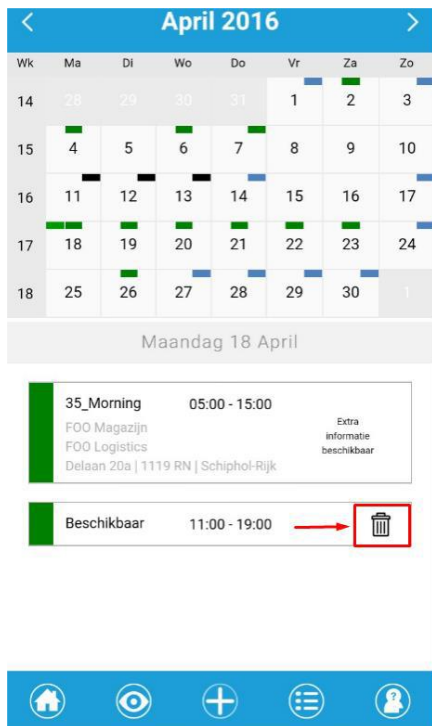 April 2016
Wk Ma Di Wo Do Vr Za Zo
14 28 29 30 31 1 2 3
15 4 5 6 7 8 9 10
16 11 12 13 14 15 16 17
17 18 19 20 21 22 23 24
18 25 26 27 28 29 30 1
Maandag 18 April
35_Morning 05:00 - 15:00
FOO Magazijn
FOO Logistics
Delaan 20a | 1119 RN | Schiphol-Rijk
Extra
informatie
beschikbaar
Beschikbaar 11:00 - 19:00